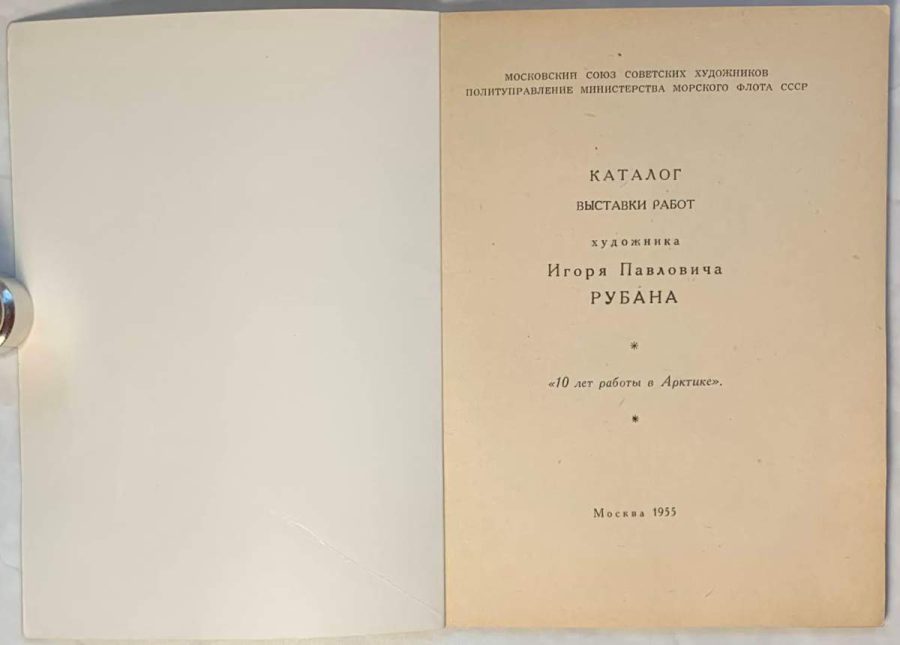 МОСКОВСКИЙ СОЮЗ СОВЕТСКИХ ХУДОЖНИКОВ
ПОЛИТУПРАВЛЕНИЕ МИНИСТЕРСТВА МОРСКОГО ФЛОТА СССР
КАТАЛОГ
ВЫСТАВКИ РАБОТ
художника
Игоря Павловича
РУБАНА
*
«10 лет работы в Арктике».
*
Москва 1955